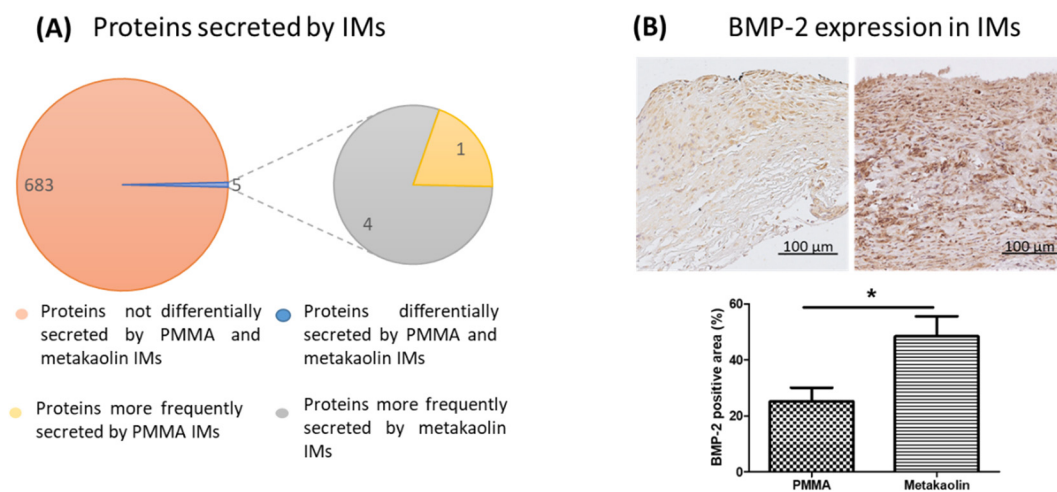 (A) Proteins secreted by IMs
683
5
1
4
Proteins not differentially
secreted by PMMA and
metakaolin IMs
Proteins differentially
secreted by PMMA and
metakaolin IMs
Proteins more frequently
secreted by PMMA IMs
Proteins more frequently
secreted by metakaolin
IMs
(B) BMP-2 expression in IMs
100 µm
100 µm
BMP-2 positive area (%)
60
40
20
0
*
PMMA
Metakaolin